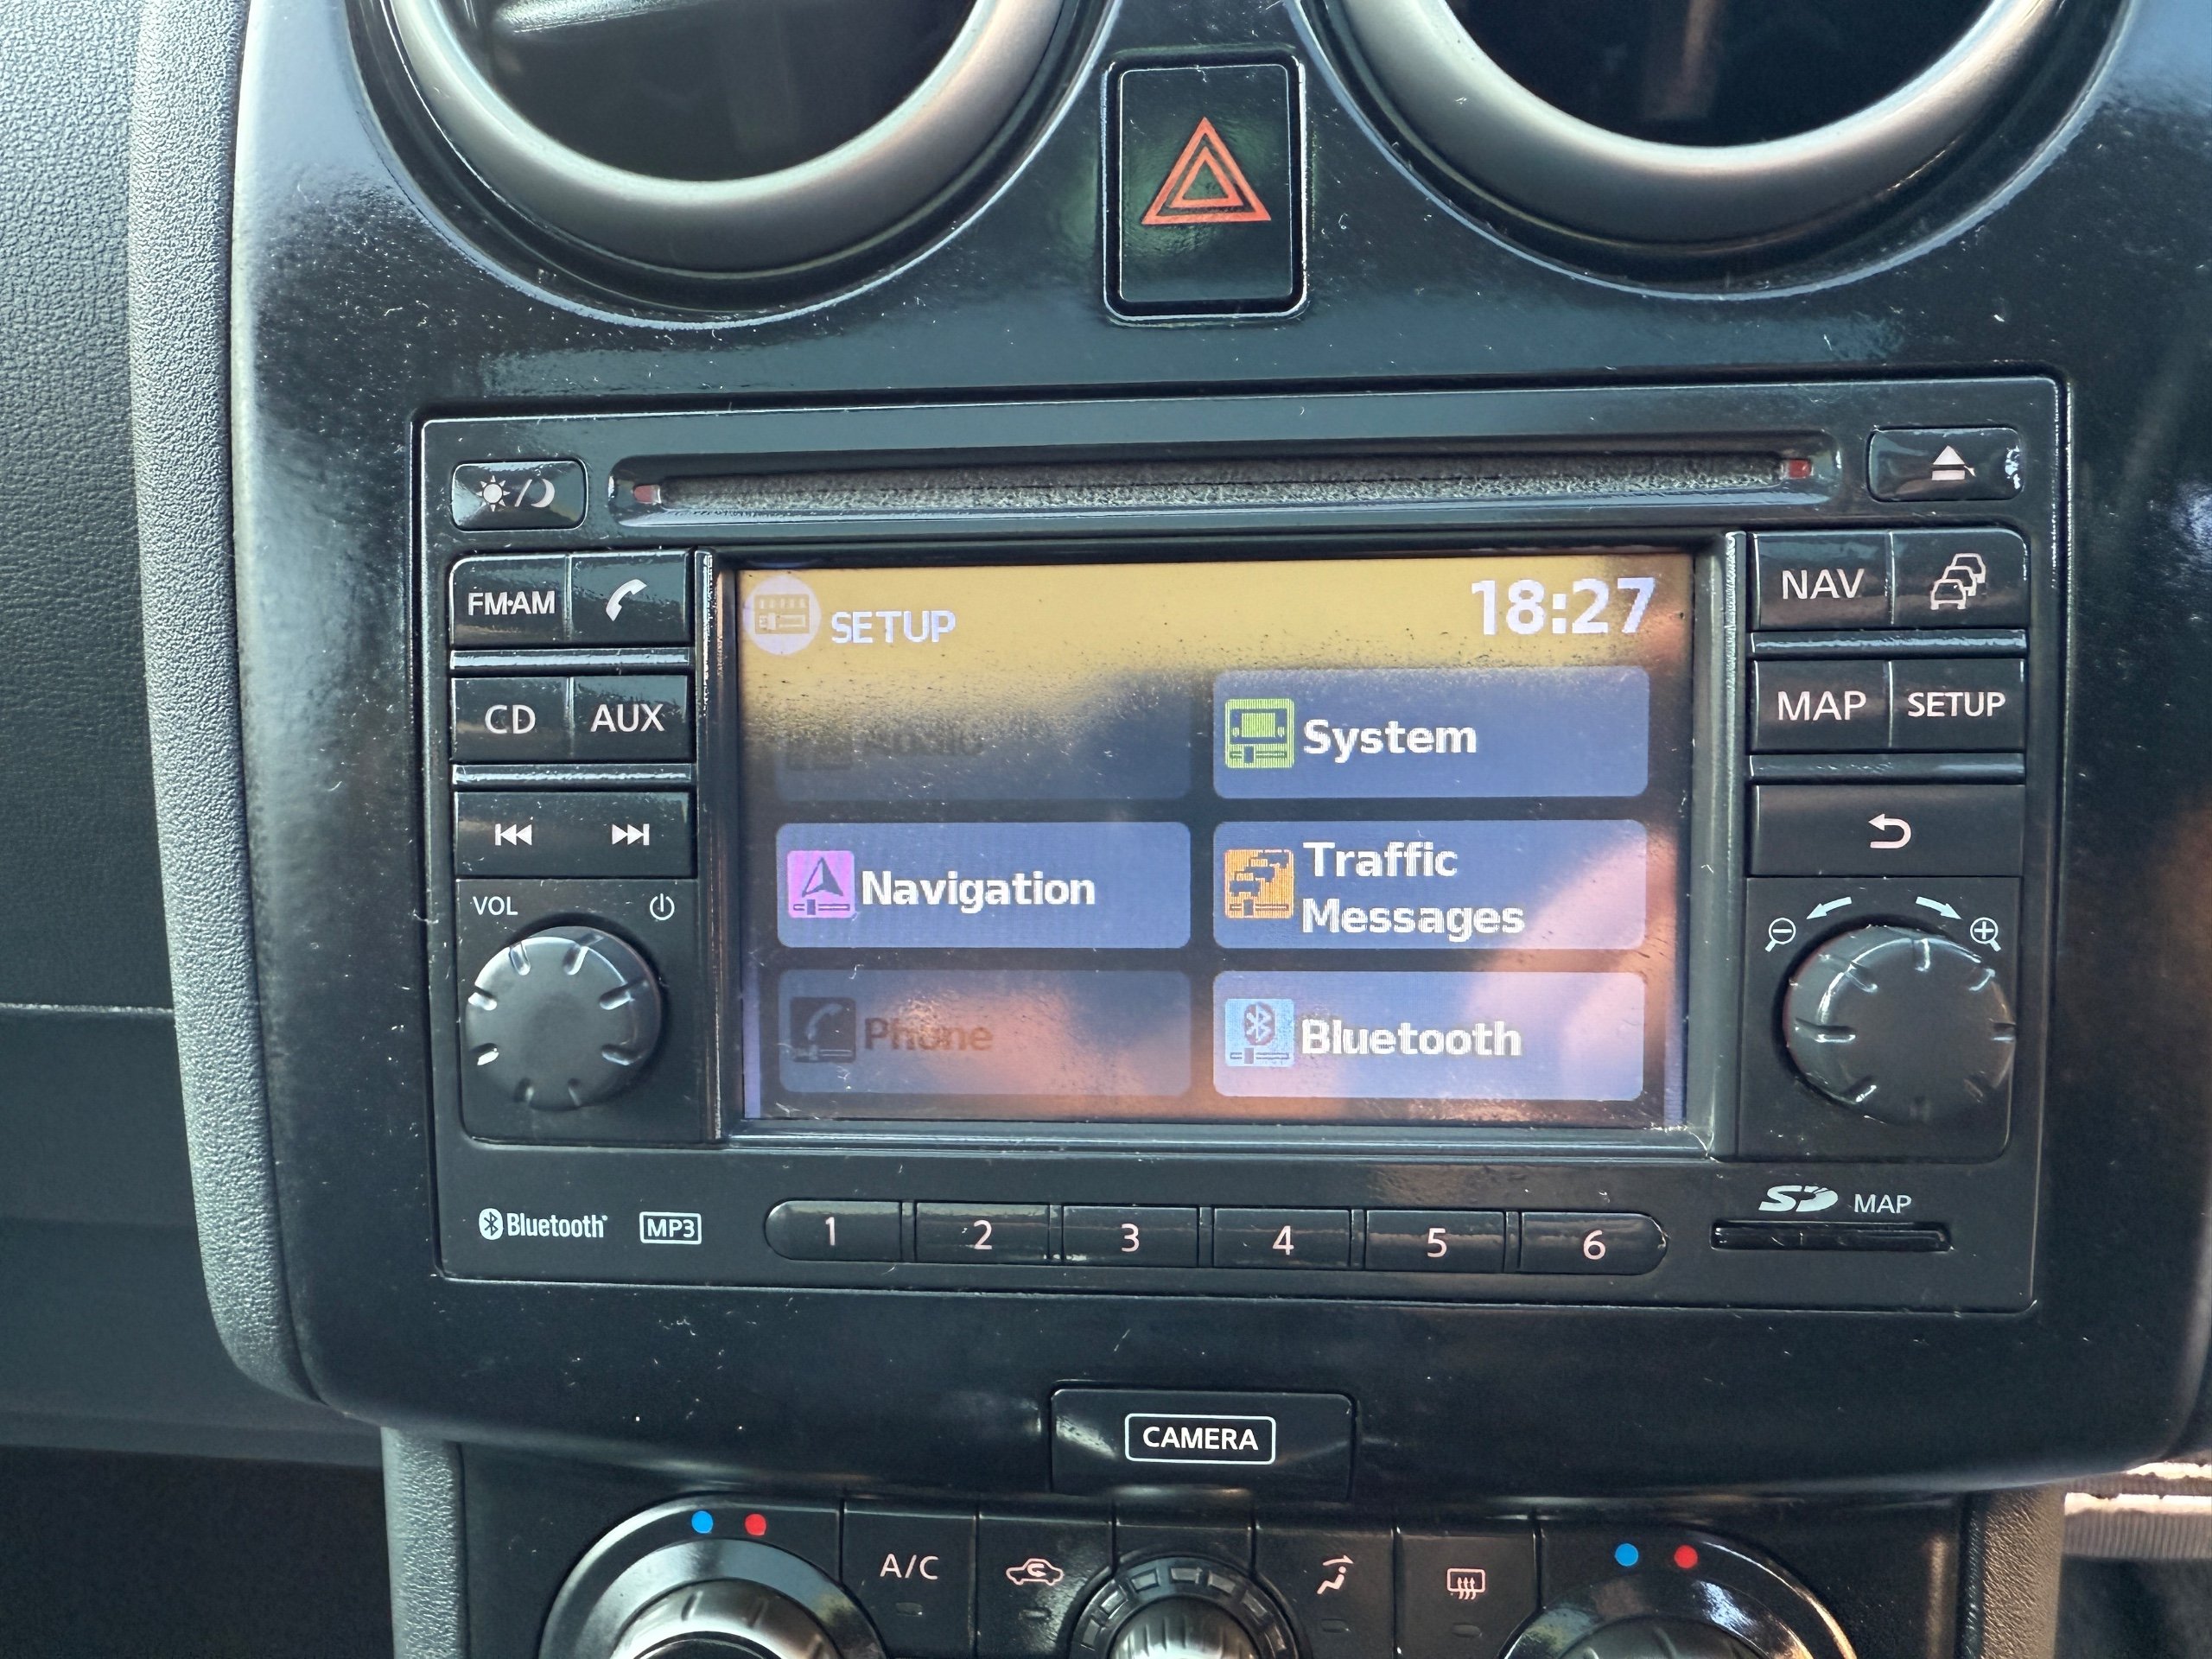 FM·AM
CD
AUX
VOL
SETUP
18:27
Audio
System
Navigation
Traffic
Messages
Phone
Bluetooth
NAV
MAP
SETUP
Bluetooth
MP3
1
2
3
4
5
6
SD
MAP
CAMERA
A/C